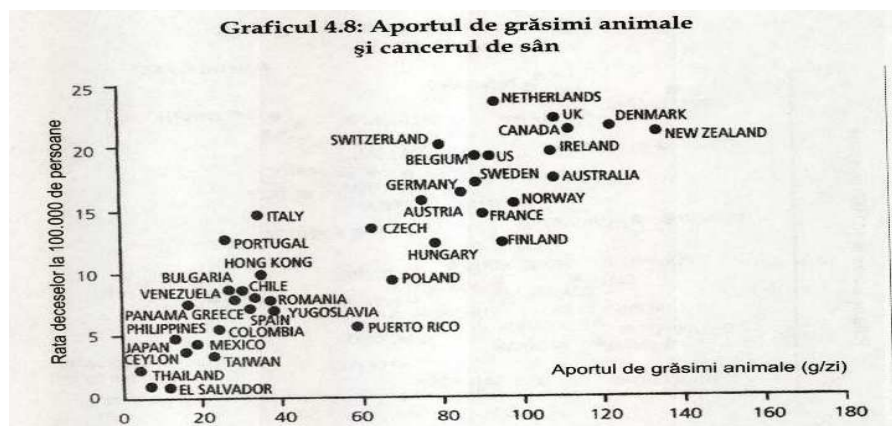 Graficul 4.8: Aportul de grăsimi animale
și cancerul de sân
Rata deceselor la 100.000 de persoane
25
20
15
10
5
0
NETHERLANDS
UK
DENMARK
CANADA
NEW ZEALAND
SWITZERLAND
IRELAND
BELGIUM
US
SWEDEN
AUSTRALIA
GERMANY
NORWAY
AUSTRIA
FRANCE
ITALY
CZECH
PORTUGAL
FINLAND
HUNGARY
HONG KONG
POLAND
BULGARIA
CHILE
VENEZUELA
ROMANIA
PANAMA
GREECE
YUGOSLAVIA
SPAIN
PUERTO RICO
PHILIPPINES
COLOMBIA
JAPAN
MEXICO
CEYLON
TAIWAN
THAILAND
EL SALVADOR
Aportul de grăsimi animale (g/zi)
0 20 40 60 80 100 120 140 160 180